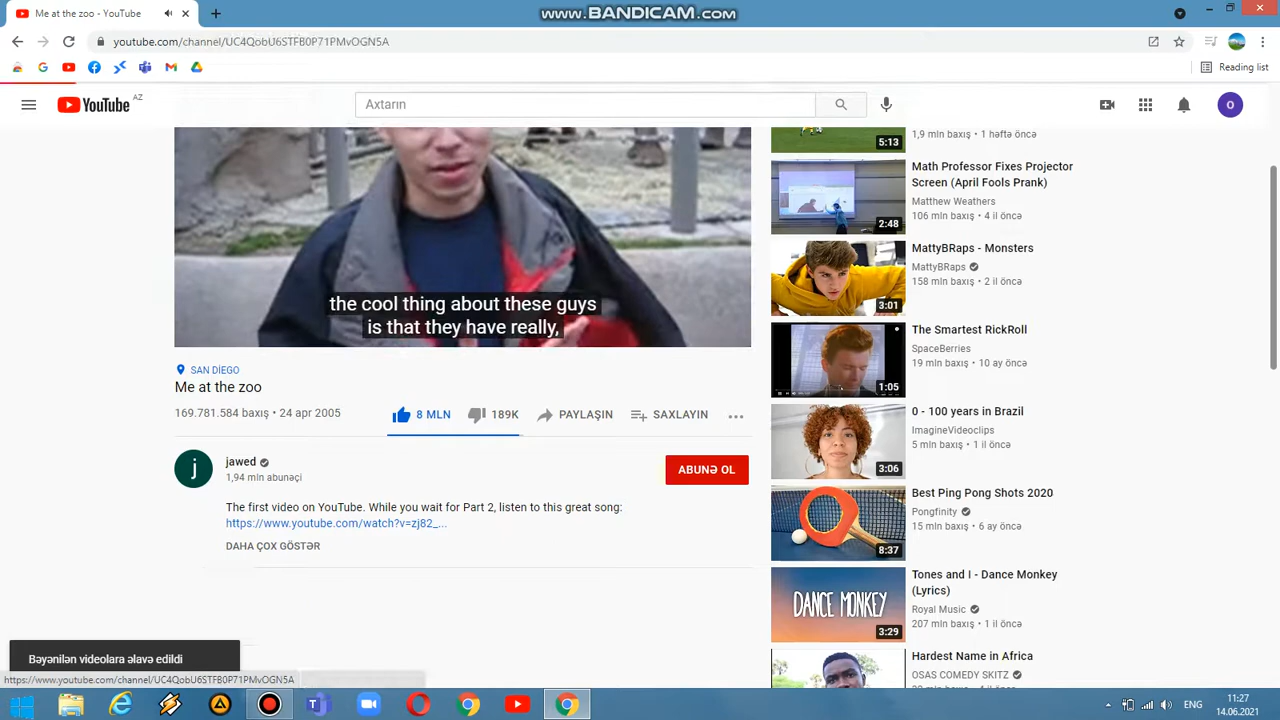 Me at the zoo - YouTube
www.BANDICAM.com
youtube.com/channel/UC4QobU6STFB0P71PMvOGN5A
Reading list
YouTube AZ
Axtarın
O
the cool thing about these guys
is that they have really,
SAN DİEGO
Me at the zoo
169.781.584 baxış • 24 apr 2005
8 MLN
189K
PAYLAŞIN
SAXLAYIN
j
jawed
1,94 mln abunəçi
ABUNƏ OL
The first video on YouTube. While you wait for Part 2, listen to this great song:
https://www.youtube.com/watch?v=zj82_...
DAHA ÇOX GÖSTƏR
5:13
1,9 mln baxış • 1 həftə öncə
2:48
Math Professor Fixes Projector
Screen (April Fools Prank)
Matthew Weathers
106 mln baxış • 4 il öncə
3:01
MattyBRaps - Monsters
MattyBRaps
158 mln baxış • 2 il öncə
1:05
The Smartest RickRoll
SpaceBerries
19 mln baxış • 10 ay öncə
3:06
0 - 100 years in Brazil
ImagineVideoclips
5 mln baxış • 1 il öncə
8:37
Best Ping Pong Shots 2020
Pongfinity
15 mln baxış • 6 ay öncə
DANCE MONKEY
3:29
Tones and I - Dance Monkey
(Lyrics)
Royal Music
207 mln baxış • 1 il öncə
Hardest Name in Africa
OSAS COMEDY SKITZ
Bəyənilən videolara əlavə edildi
https://www.youtube.com/channel/UC4QobU6STFB0P71PMvOGN5A
ENG
11:27
14.06.2021